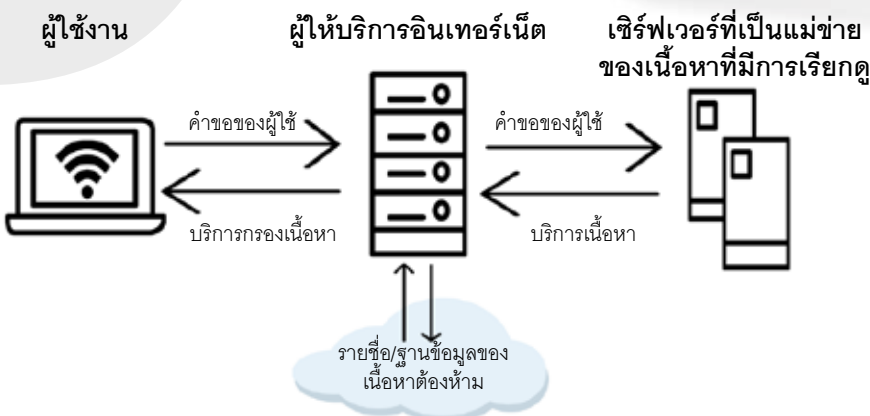 ผู้ใช้งาน
ผู้ให้บริการอินเทอร์เน็ต
เซิร์ฟเวอร์ที่เป็นแม่ข่าย
ของเนื้อหาที่มีการเรียกดู
คำขอของผู้ใช้
คำขอของผู้ใช้
บริการกรองเนื้อหา
บริการเนื้อหา
รายชื่อ/ฐานข้อมูลของ
เนื้อหาต้องห้าม